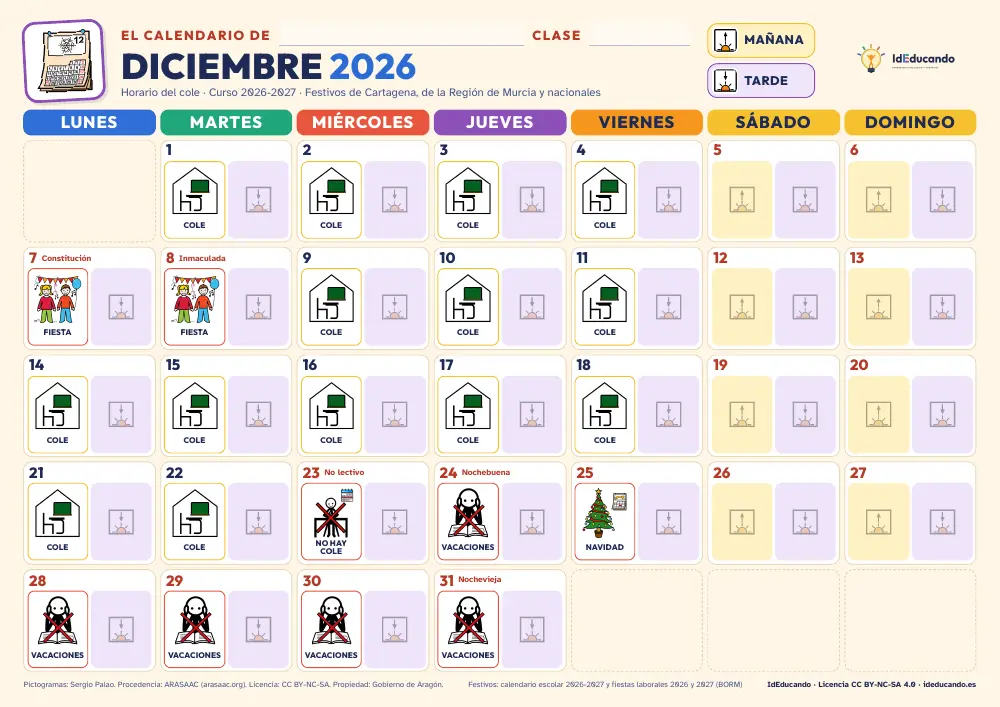 EL CALENDARIO DE CLASE
MAÑANA
DICIEMBRE 2026
TARDE
IdEducando
Horario del cole · Curso 2026-2027 · Festivos de Cartagena, de la Región de Murcia y nacionales
LUNES MARTES MIÉRCOLES JUEVES VIERNES SÁBADO DOMINGO
1 2 3 4 5 6
COLE COLE COLE COLE
7 Constitución 8 Inmaculada 9 10 11 12 13
FIESTA FIESTA COLE COLE COLE
14 15 16 17 18 19 20
COLE COLE COLE COLE COLE
21 22 23 No lectivo 24 Nochebuena 25 26 27
COLE COLE NO HAY COLE VACACIONES NAVIDAD
28 29 30 31 Nochevieja
VACACIONES VACACIONES VACACIONES VACACIONES
Pictogramas: Sergio Palao. Procedencia: ARASAAC (arasaac.org). Licencia: CC BY-NC-SA. Propiedad: Gobierno de Aragón.
Festivos: calendario escolar 2026-2027 y fiestas laborales 2026 y 2027 (BORM)
IdEducando · Licencia CC BY-NC-SA 4.0 · ideducando.es